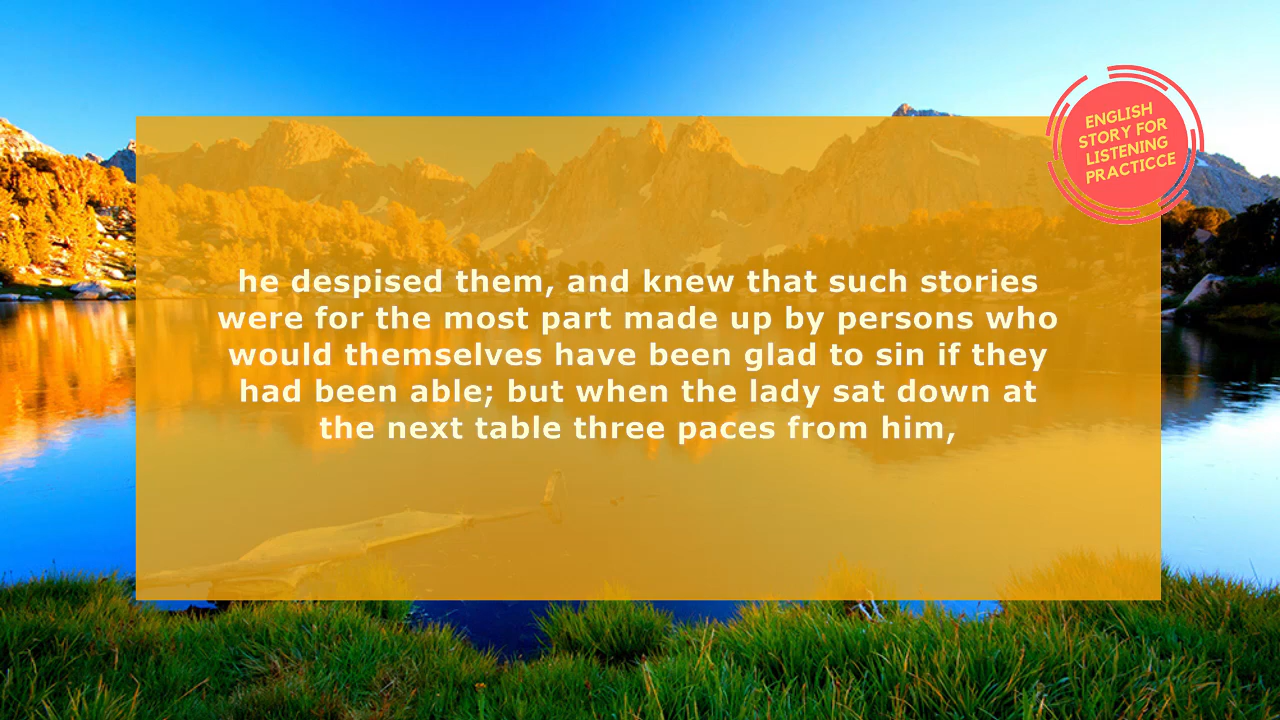 ENGLISH
STORY FOR
LISTENING
PRACTICCE
he despised them, and knew that such stories
were for the most part made up by persons who
would themselves have been glad to sin if they
had been able; but when the lady sat down at
the next table three paces from him,